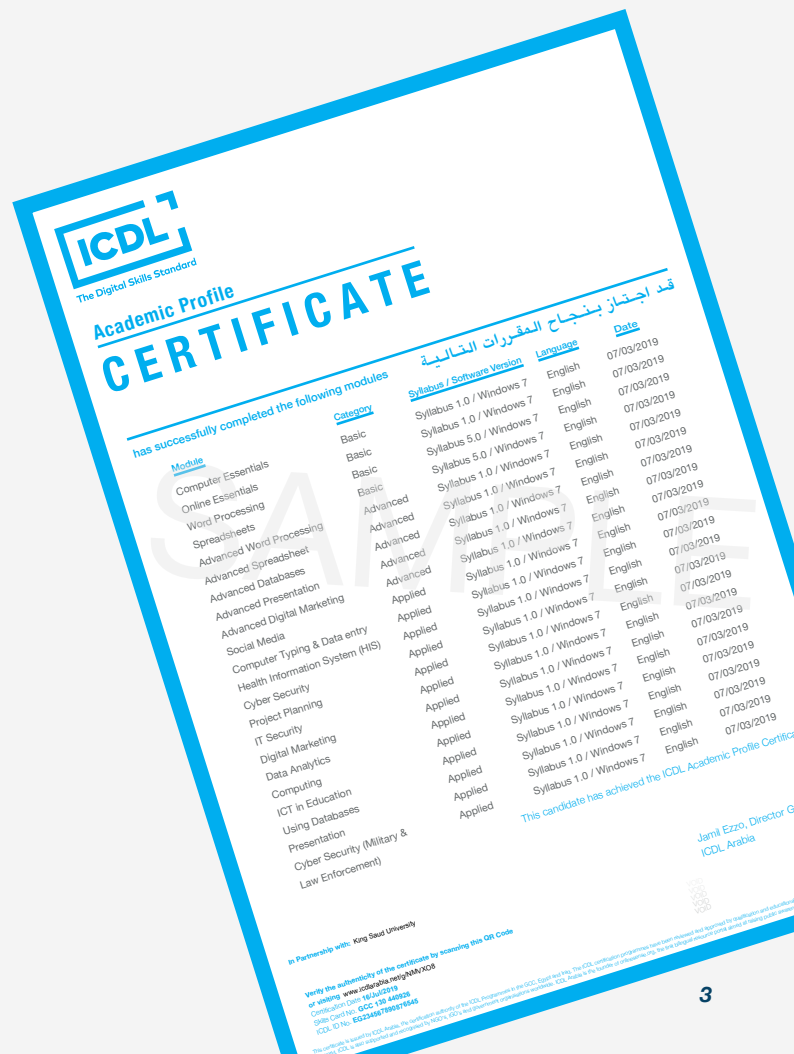 ICDL
The Digital Skills Standard
Academic Profile
CERTIFICATE
قد اجتاز بنجاح المقررات التالية
has successfully completed the following modules
Module Category Syllabus / Software Version Language Date
Computer Essentials Basic Syllabus 1.0 / Windows 7 English 07/03/2019
Online Essentials Basic Syllabus 1.0 / Windows 7 English 07/03/2019
Word Processing Basic Syllabus 5.0 / Windows 7 English 07/03/2019
Spreadsheets Basic Syllabus 5.0 / Windows 7 English 07/03/2019
Advanced Word Processing Advanced Syllabus 1.0 / Windows 7 English 07/03/2019
Advanced Spreadsheet Advanced Syllabus 1.0 / Windows 7 English 07/03/2019
Advanced Databases Advanced Syllabus 1.0 / Windows 7 English 07/03/2019
Advanced Presentation Advanced Syllabus 1.0 / Windows 7 English 07/03/2019
Advanced Digital Marketing Advanced Syllabus 1.0 / Windows 7 English 07/03/2019
Social Media Applied Syllabus 1.0 / Windows 7 English 07/03/2019
Computer Typing & Data entry Applied Syllabus 1.0 / Windows 7 English 07/03/2019
Health Information System (HIS) Applied Syllabus 1.0 / Windows 7 English 07/03/2019
Cyber Security Applied Syllabus 1.0 / Windows 7 English 07/03/2019
Project Planning Applied Syllabus 1.0 / Windows 7 English 07/03/2019
IT Security Applied Syllabus 1.0 / Windows 7 English 07/03/2019
Digital Marketing Applied Syllabus 1.0 / Windows 7 English 07/03/2019
Data Analytics Applied Syllabus 1.0 / Windows 7 English 07/03/2019
Computing Applied Syllabus 1.0 / Windows 7 English 07/03/2019
ICT in Education Applied Syllabus 1.0 / Windows 7 English 07/03/2019
Using Databases Applied Syllabus 1.0 / Windows 7 English 07/03/2019
Presentation Applied Syllabus 1.0 / Windows 7 English 07/03/2019
Cyber Security (Military & Applied Syllabus 1.0 / Windows 7 English 07/03/2019
Law Enforcement)
SAMPLE
This candidate has achieved the ICDL Academic Profile
Jamil Ezzo, Director
ICDL Arabia
VOID
VOID
In Partnership with: King Saud University
Verify the authenticity of the certificate by scanning this QR Code
or visiting www.icdlarabia.net/g/NMyXO8
Certification Date 16/Jul/2019
Skills Card No. GCC 130 440926
ICDL ID No. EG234567890876545
3